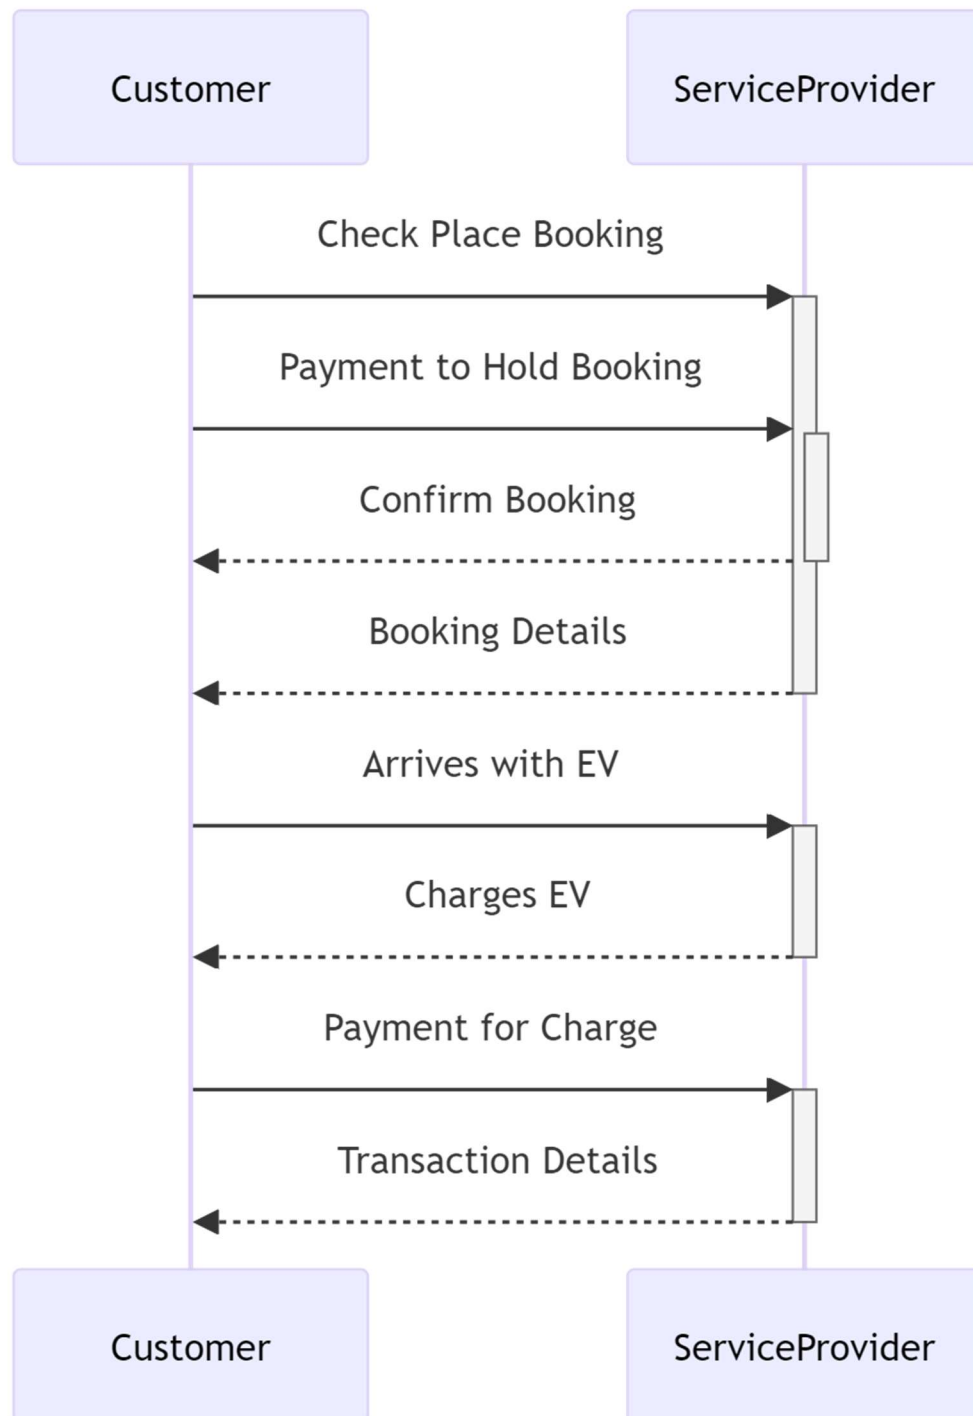 Customer
ServiceProvider
Check Place Booking
Payment to Hold Booking
Confirm Booking
Booking Details
Arrives with EV
Charges EV
Payment for Charge
Transaction Details
Customer
ServiceProvider